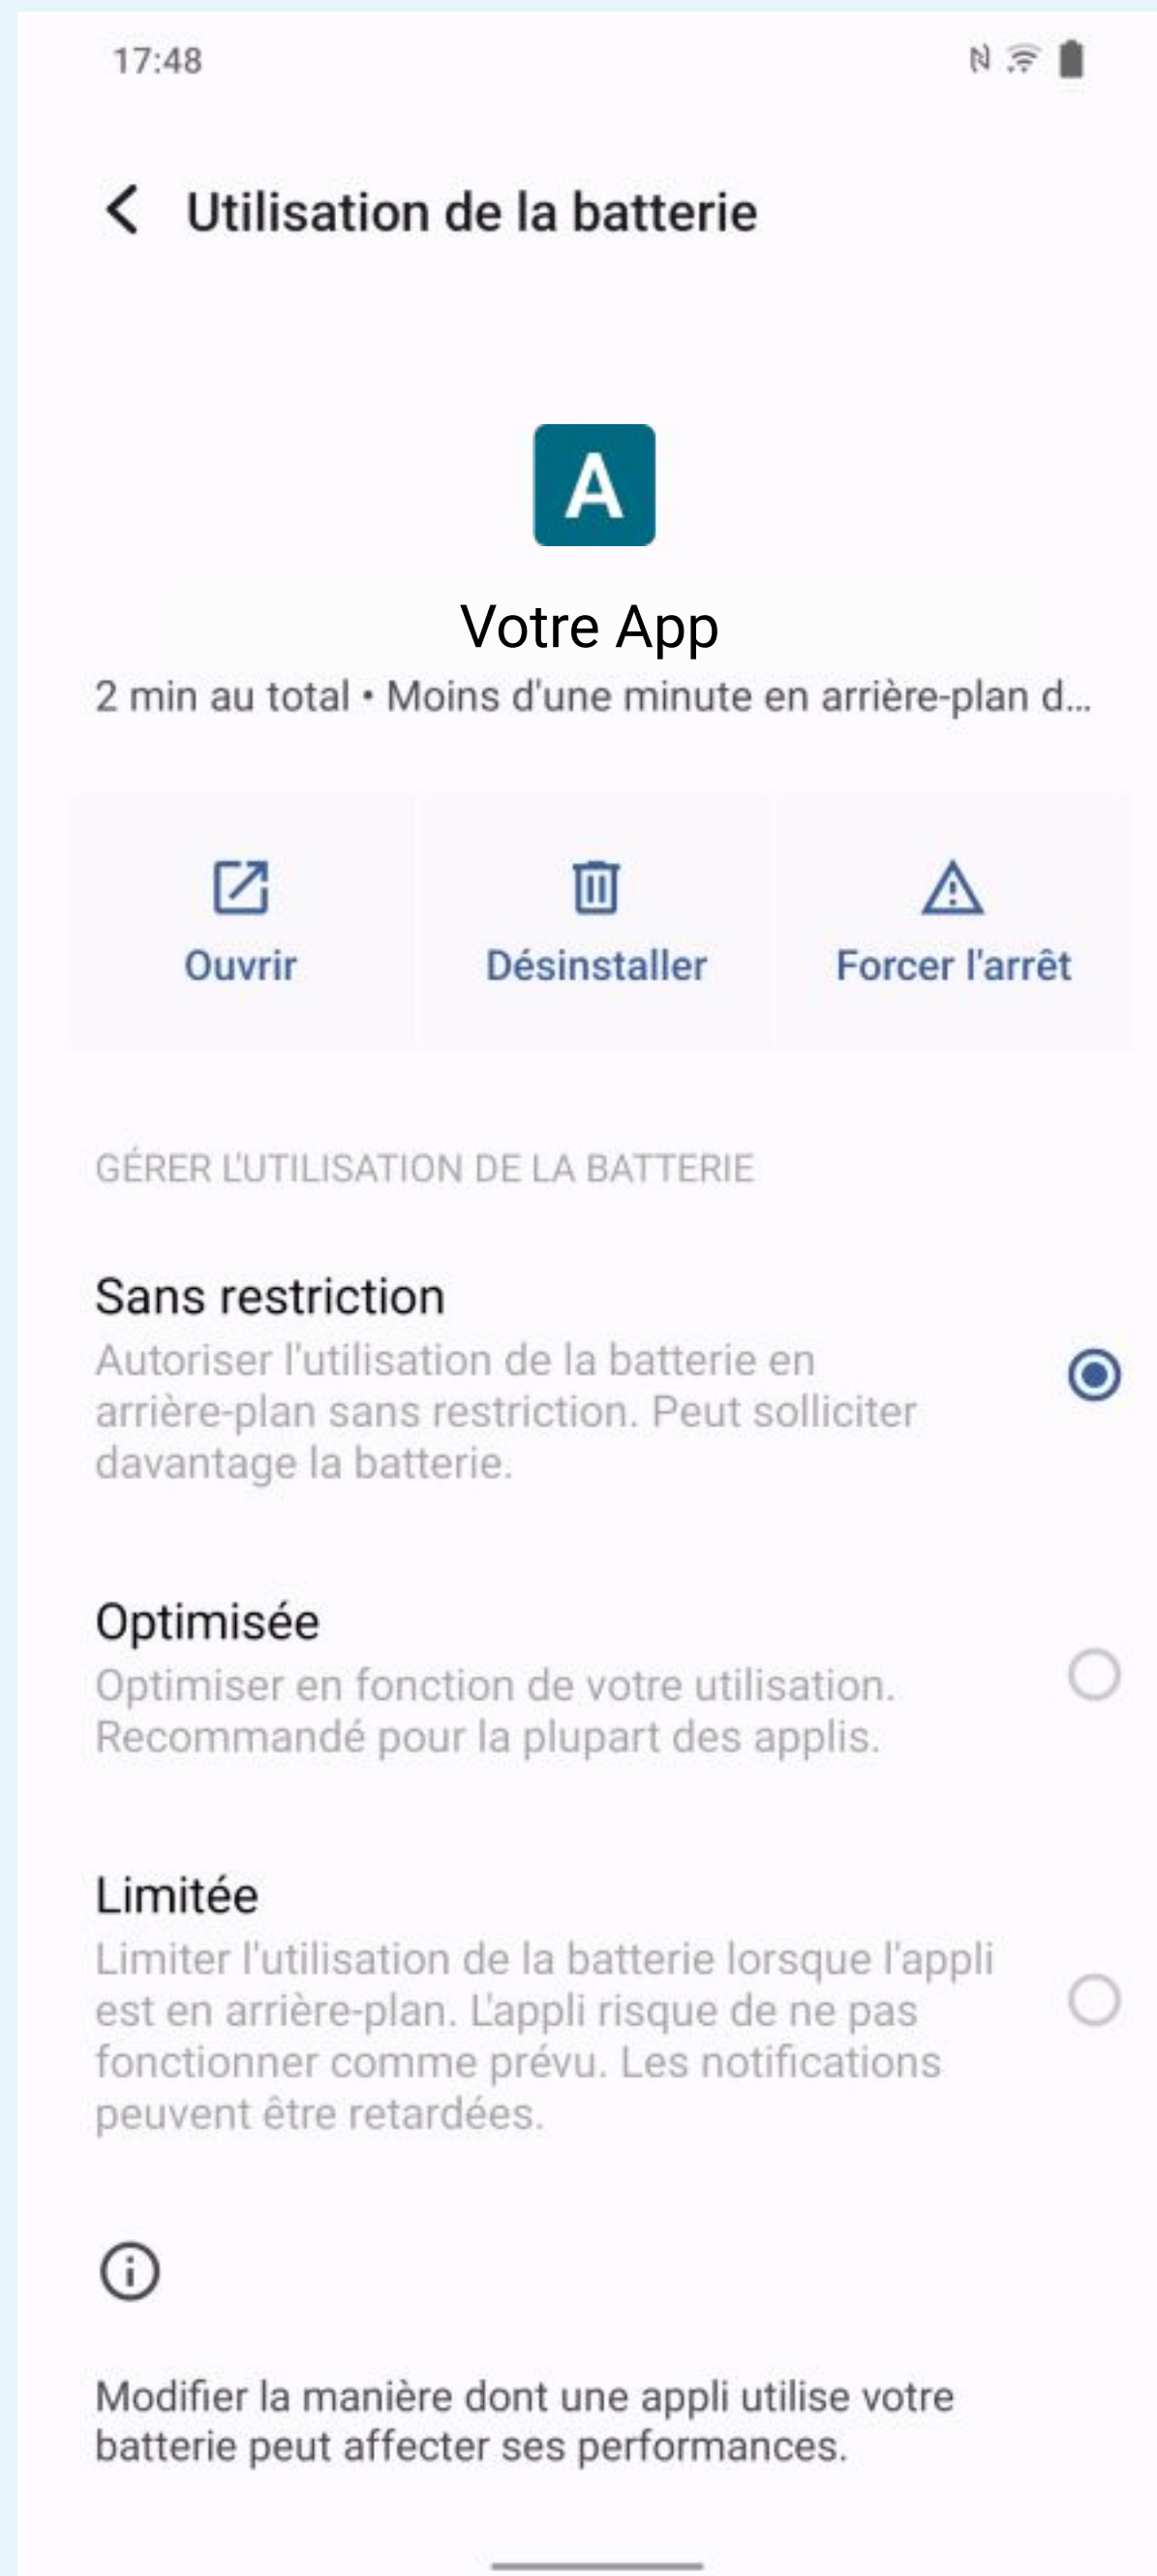 17:48
Utilisation de la batterie
A
Votre App
2 min au total • Moins d'une minute en arrière-plan d...
Ouvrir
Désinstaller
Forcer l'arrêt
GÉRER L'UTILISATION DE LA BATTERIE
Sans restriction
Autoriser l'utilisation de la batterie en
arrière-plan sans restriction. Peut solliciter
davantage la batterie.
Optimisée
Optimiser en fonction de votre utilisation.
Recommandé pour la plupart des applis.
Limitée
Limiter l'utilisation de la batterie lorsque l'appli
est en arrière-plan. L'appli risque de ne pas
fonctionner comme prévu. Les notifications
peuvent être retardées.
Modifier la manière dont une appli utilise votre
batterie peut affecter ses performances.